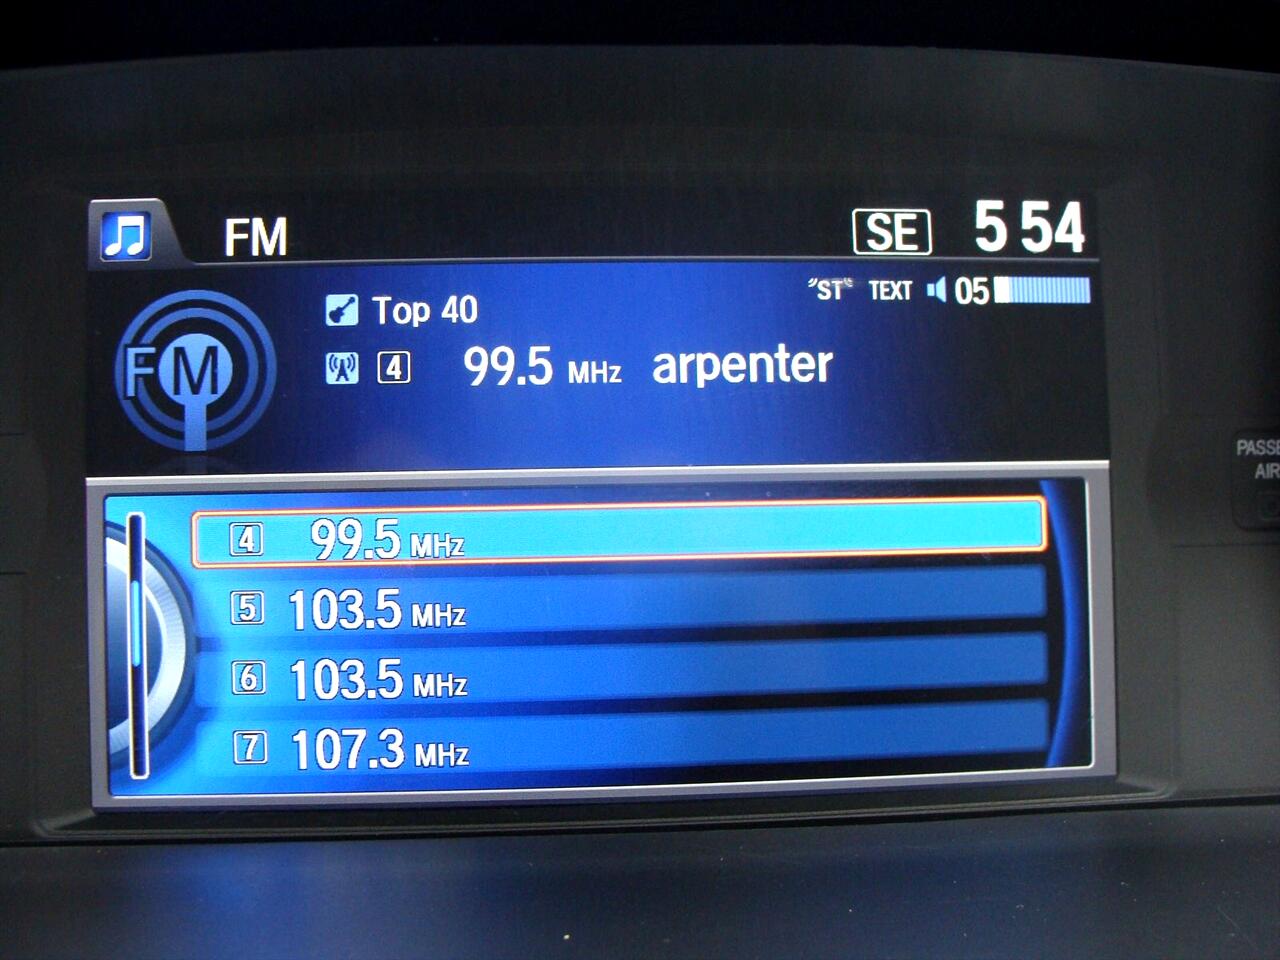 FM SE 5 54
"ST" TEXT 05
Top 40
FM
4 99.5 MHz arpenter
4 99.5 MHz
5 103.5 MHz
6 103.5 MHz
7 107.3 MHz
PASSE
AIR